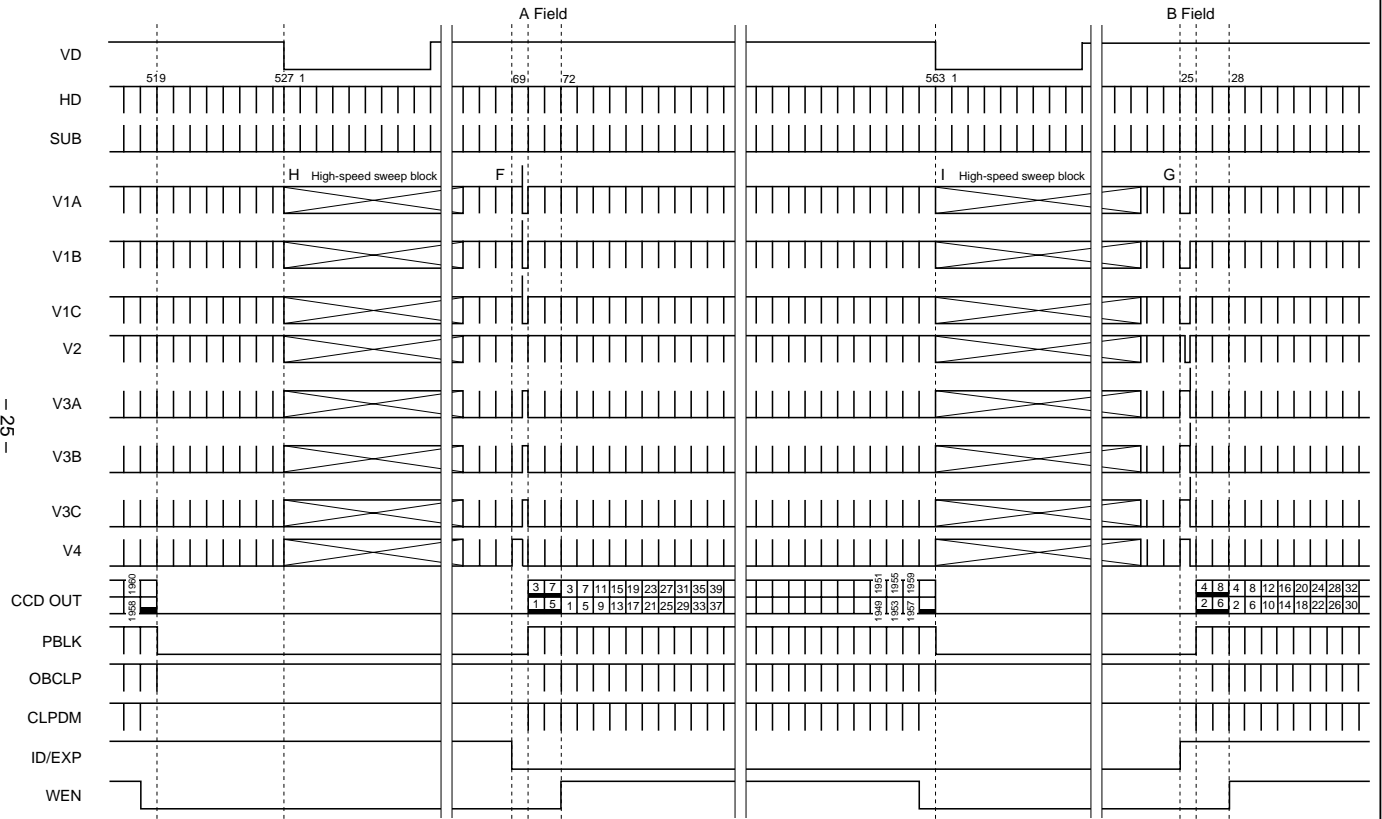 A Field
B Field
VD
519
527 1
69
72
563 1
25
28
HD
SUB
H High-speed sweep block
F
I High-speed sweep block
G
V1A
V1B
V1C
V2
V3A
V3B
V3C
V4
CCD OUT
1960
1958
3 7 3 7 11 15 19 23 27 31 35 39
1 5 1 5 9 13 17 21 25 29 33 37
1951 1955 1959
1949 1953 1957
4 8 4 8 12 16 20 24 28 32
2 6 2 6 10 14 18 22 26 30
PBLK
OBCLP
CLPDM
ID/EXP
WEN
– 25 –